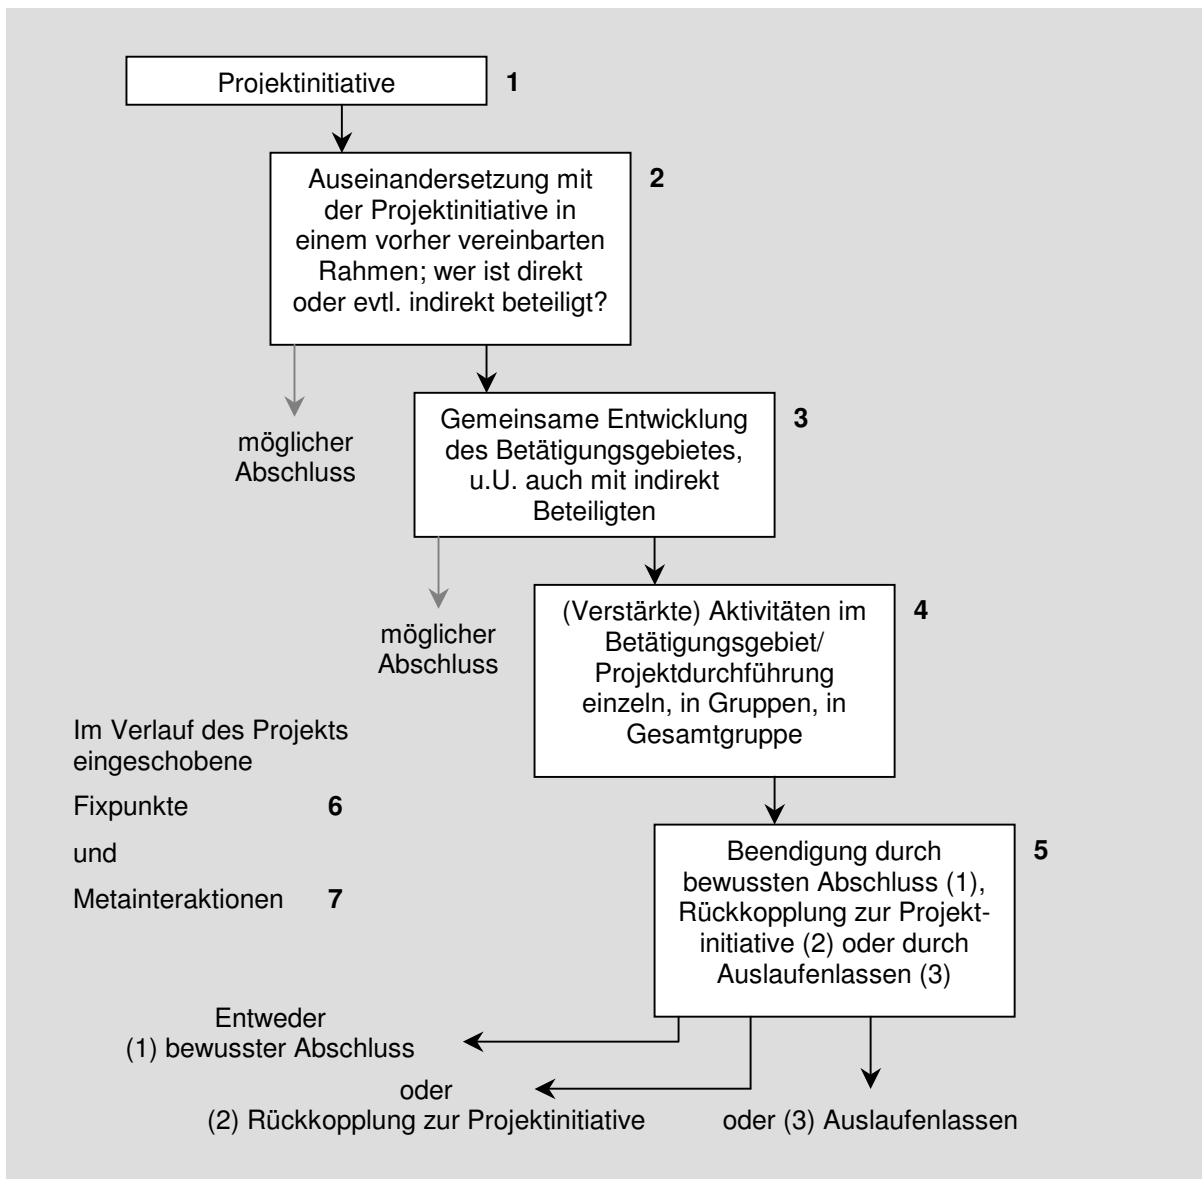 Projektinitiative
1
Auseinandersetzung mit
der Projektinitiative in
einem vorher vereinbarten
Rahmen; wer ist direkt
oder evtl. indirekt beteiligt?
2
möglicher
Abschluss
Gemeinsame Entwicklung
des Betätigungsgebietes,
u.U. auch mit indirekt
Beteiligten
3
möglicher
Abschluss
(Verstärkte) Aktivitäten im
Betätigungsgebiet/
Projektdurchführung
einzeln, in Gruppen, in
Gesamtgruppe
4
Im Verlauf des Projekts
eingeschobene
Fixpunkte 6
und
Metainteraktionen 7
Beendigung durch
bewussten Abschluss (1),
Rückkopplung zur Projekt-
initiative (2) oder durch
Auslaufenlassen (3)
5
Entweder
(1) bewusster Abschluss
oder
(2) Rückkopplung zur Projektinitiative
oder (3) Auslaufenlassen